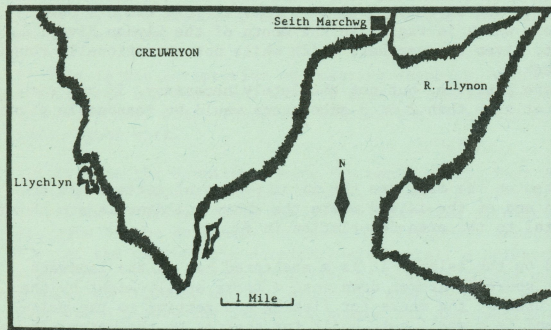 Seith Marchwg
CREUWRYON
R. Llynon
N
Llychlyn
1 Mile